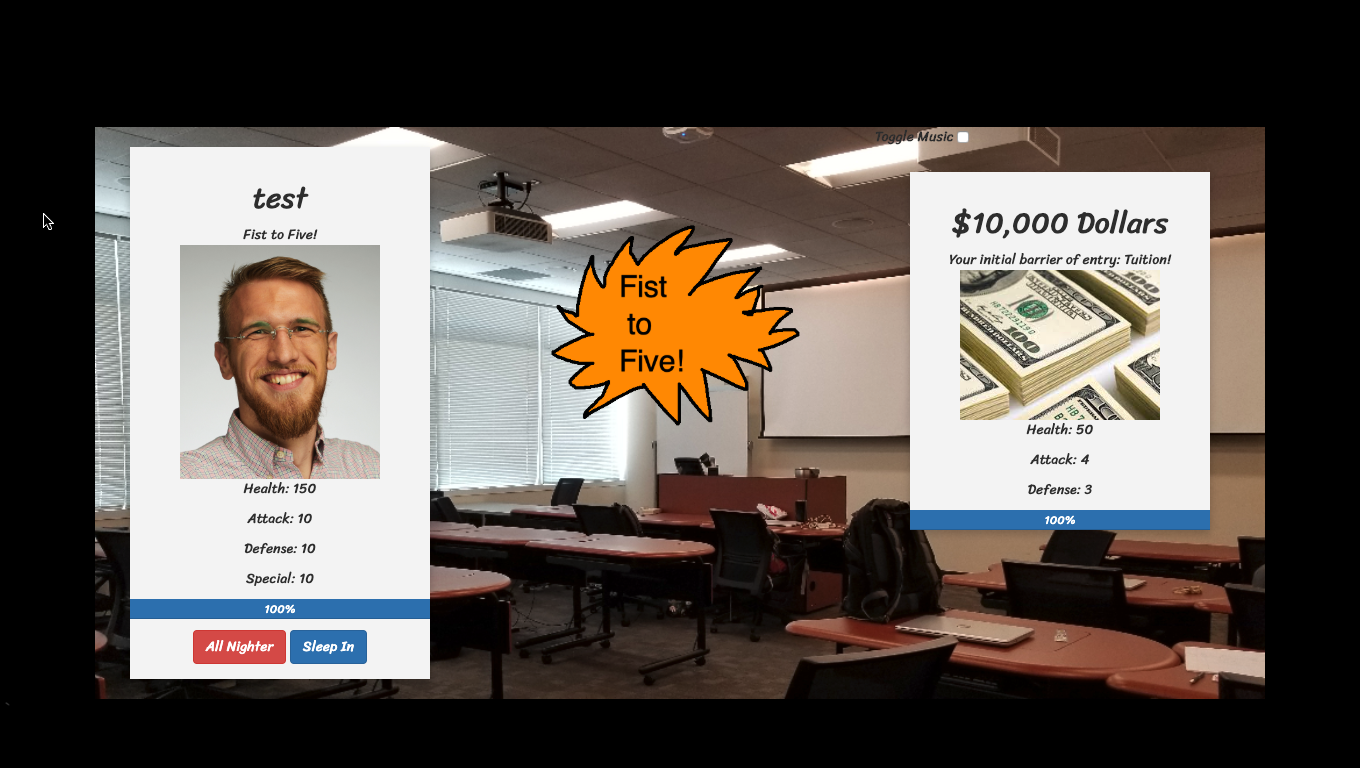 Toggle Music
test
Fist to Five!
Health: 150
Attack: 10
Defense: 10
Special: 10
100%
All Nighter
Sleep In
Fist
to
Five!
$10,000 Dollars
Your initial barrier of entry: Tuition!
100
100
Health: 50
Attack: 4
Defense: 3
100%